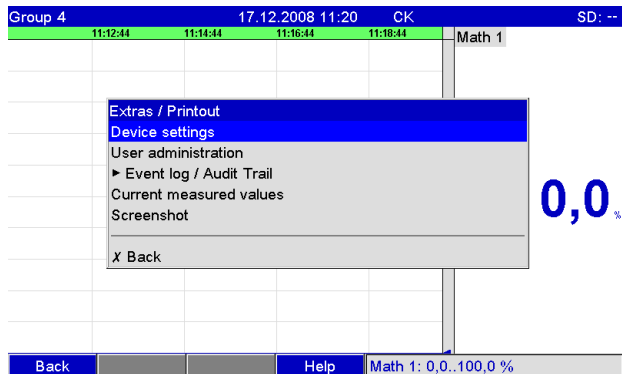 Group 4 17.12.2008 11:20 CK SD: --
11:12:44 11:14:44 11:16:44 11:18:44
Math 1
Extras / Printout
Device settings
User administration
► Event log / Audit Trail
Current measured values
Screenshot
✗ Back
0,0 %
Back Help Math 1: 0,0..100,0 %